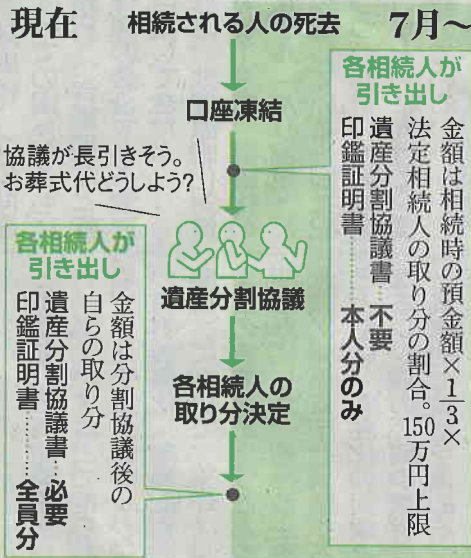 現在
相続される人の死去
7月～
各相続人が
引き出し
金額は相続時の預金額×1/3×
法定相続人の取り分の割合。150万円上限
遺産分割協議書…不要
印鑑証明書…………本人分のみ
口座凍結
協議が長引きそう。
お葬式代どうしよう?
遺産分割協議
各相続人が
引き出し
金額は分割協議後の
自らの取り分
遺産分割協議書…必要
印鑑証明書…………全員分
各相続人の
取り分決定